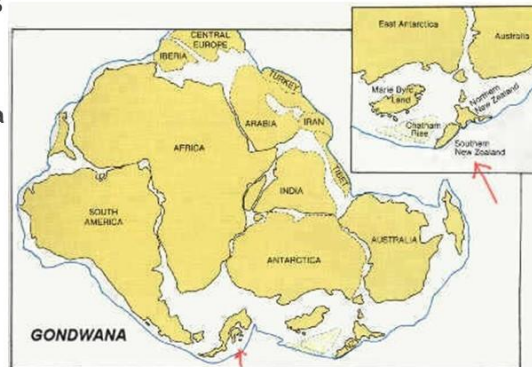 CENTRAL
EUROPE
IBERIA
TURKEY
ARABIA
IRAN
AFRICA
TIBET
INDIA
SOUTH
AMERICA
ANTARCTICA
AUSTRALIA
GONDWANA
East Antarctica
Australia
Marie Byrd
Land
Northern
New Zealand
Chatham
Rise
Southern
New Zealand